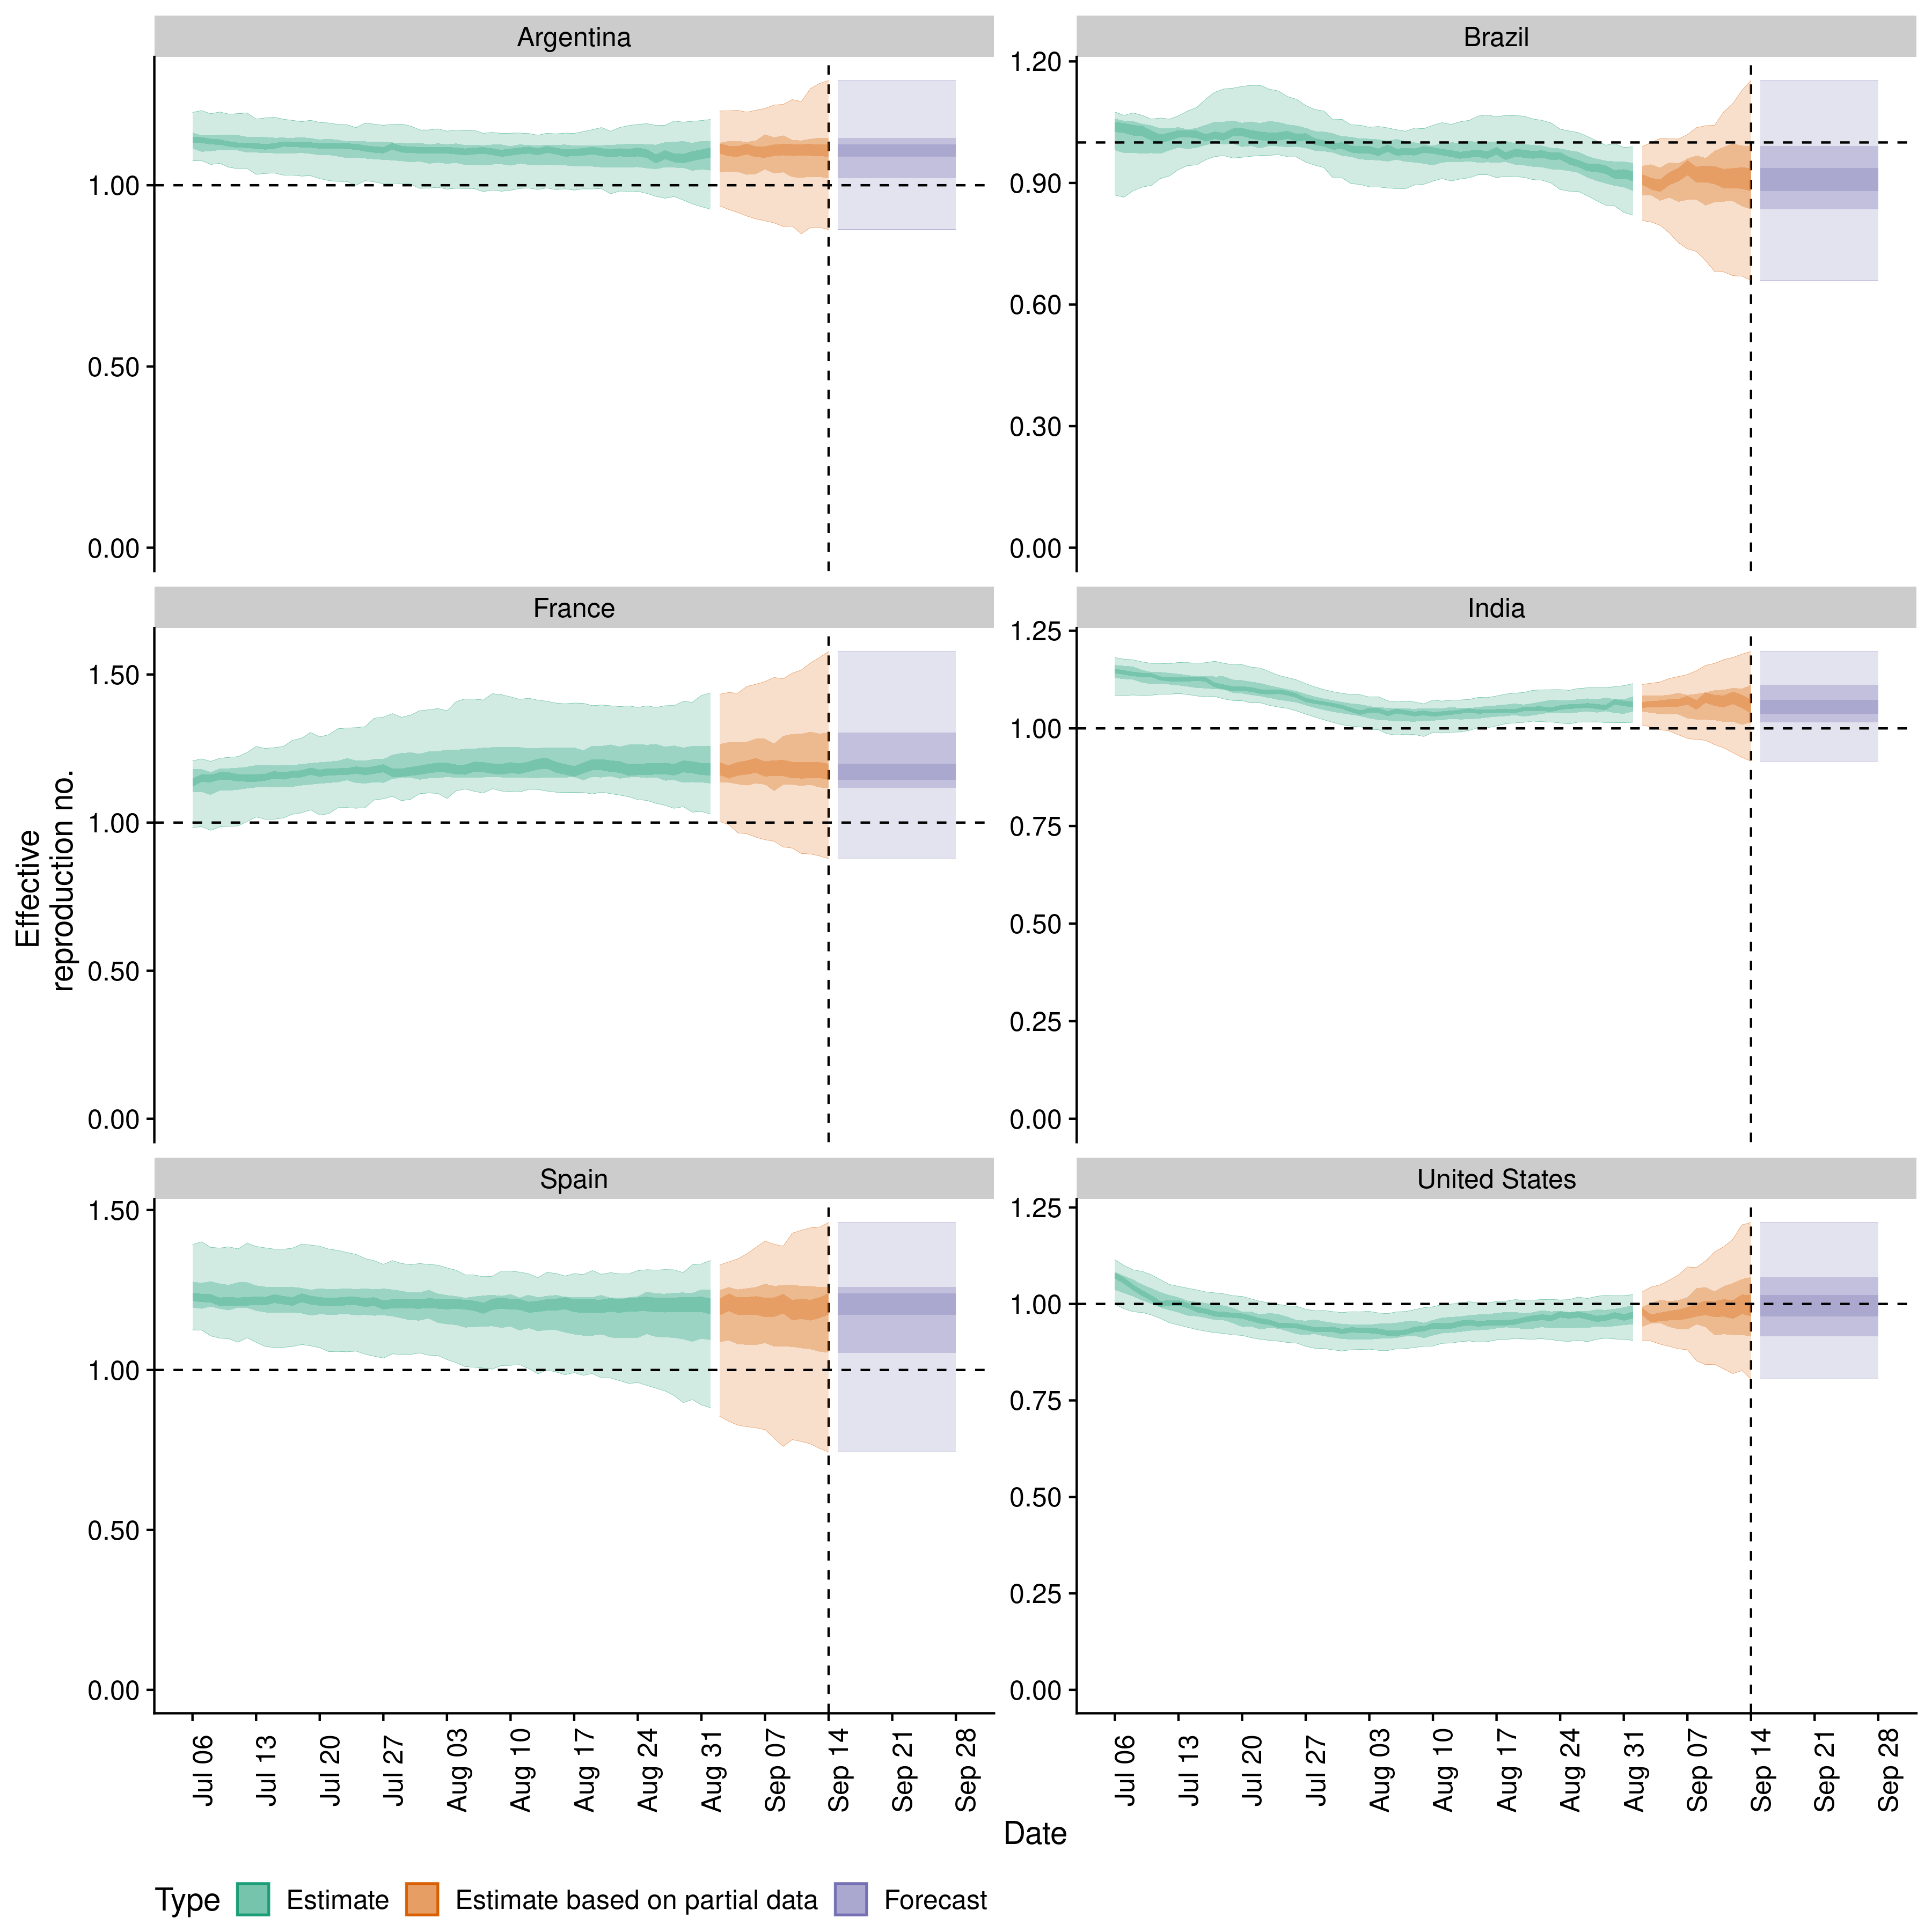 Argentina
Brazil
1.00
0.50
0.00
1.20
0.90
0.60
0.30
0.00
France
India
1.50
1.00
0.50
0.00
1.25
1.00
0.75
0.50
0.25
0.00
Effective
reproduction no.
Spain
United States
1.50
1.00
0.50
0.00
1.25
1.00
0.75
0.50
0.25
0.00
Jul 06
Jul 13
Jul 20
Jul 27
Aug 03
Aug 10
Aug 17
Aug 24
Aug 31
Sep 07
Sep 14
Sep 21
Sep 28
Jul 06
Jul 13
Jul 20
Jul 27
Aug 03
Aug 10
Aug 17
Aug 24
Aug 31
Sep 07
Sep 14
Sep 21
Sep 28
Date
Type Estimate Estimate based on partial data Forecast